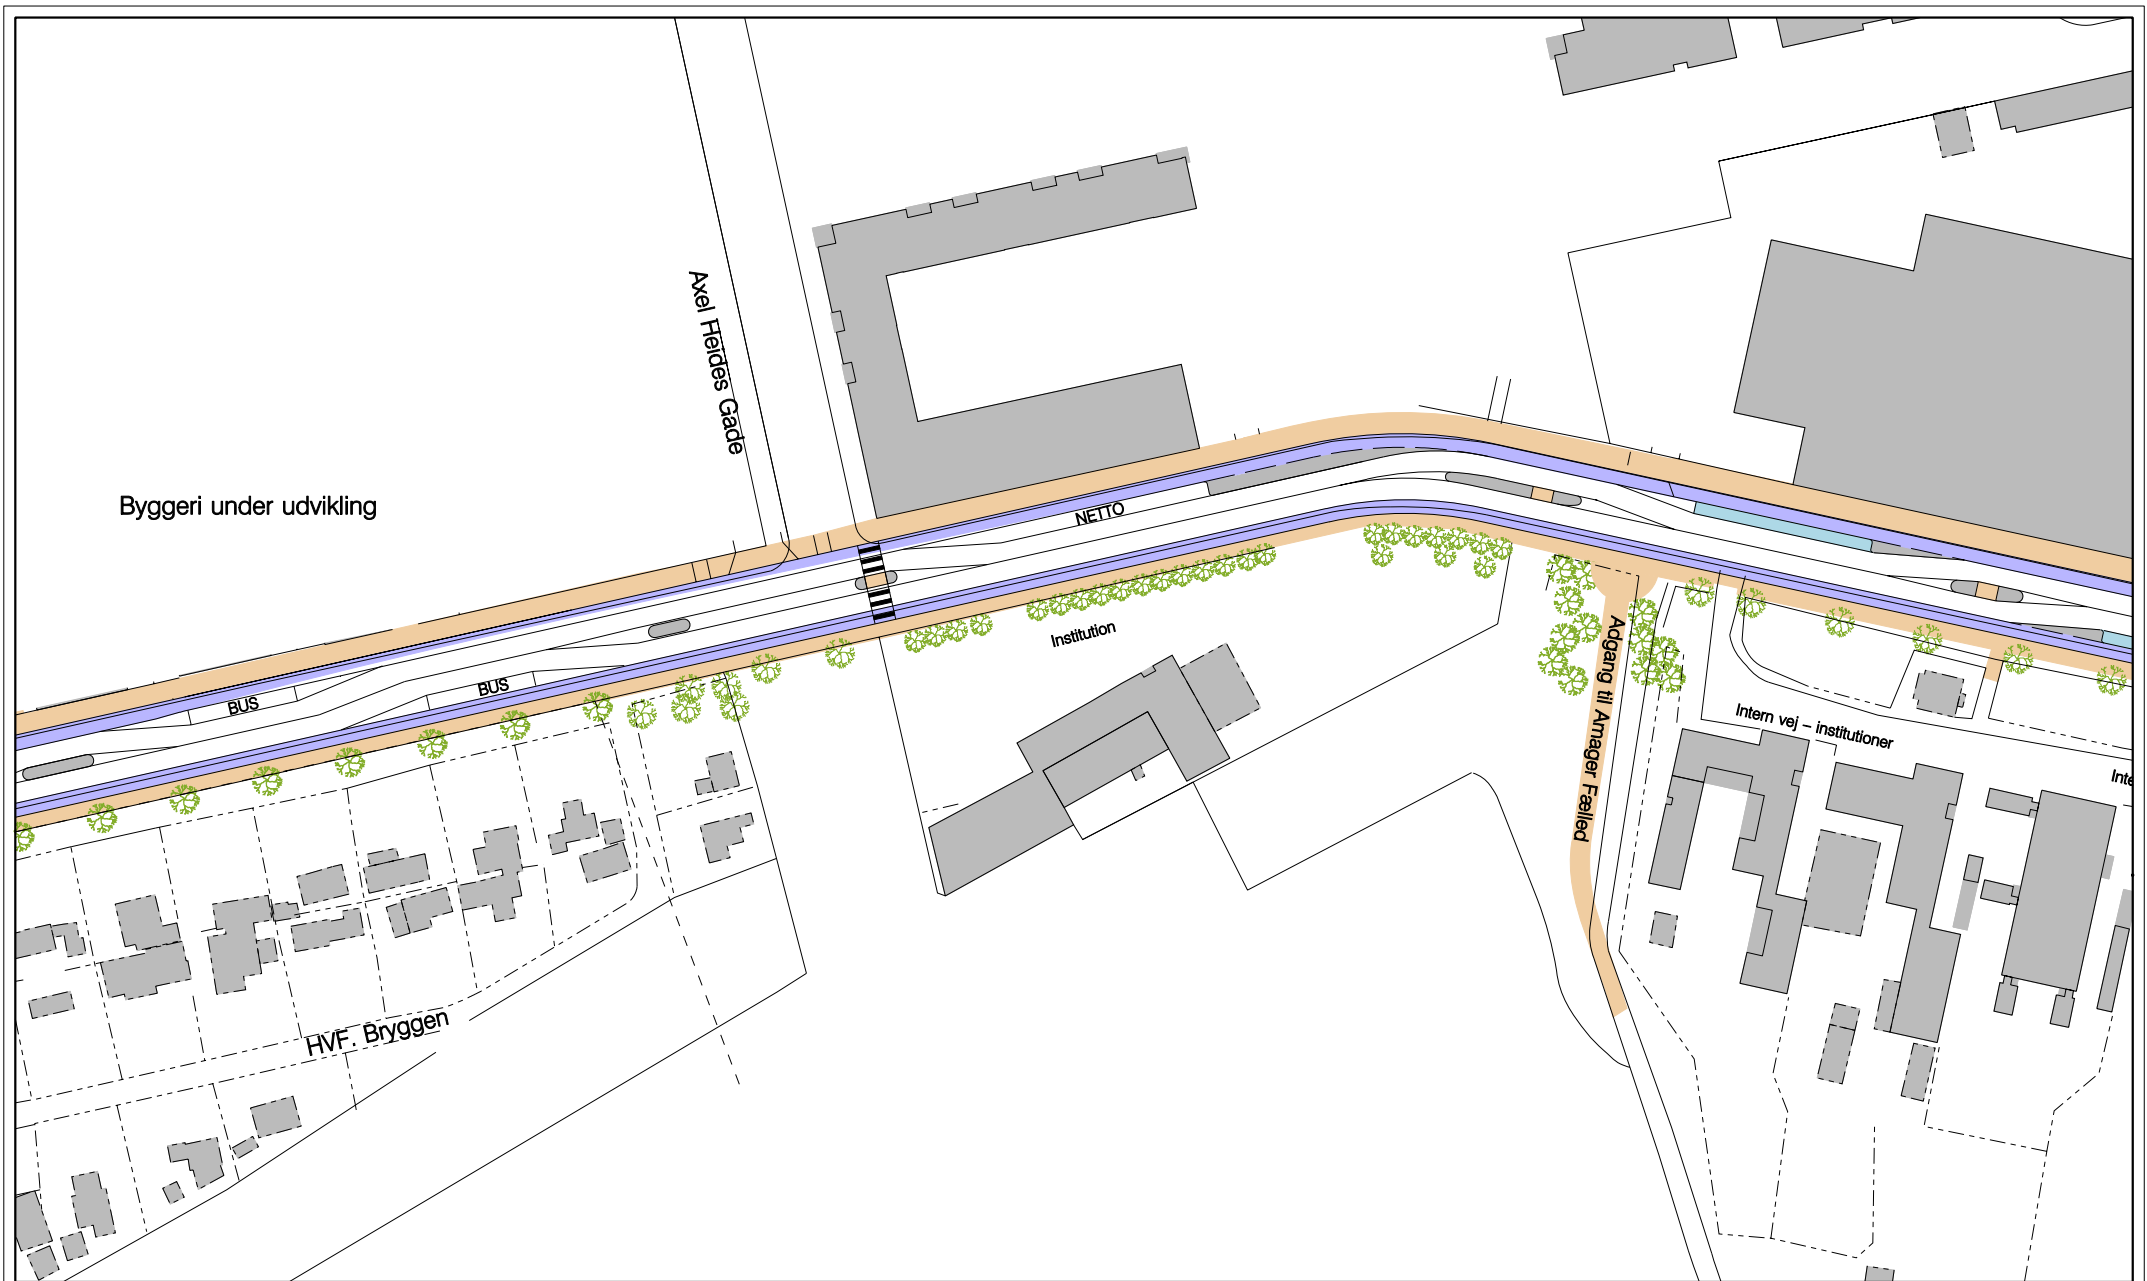 Axel Heides Gade
Byggeri under udvikling
NETTO
BUS
BUS
Institution
Adgang til Amager Fælled
Intern vej – institutioner
Inte
HVF. Bryggen